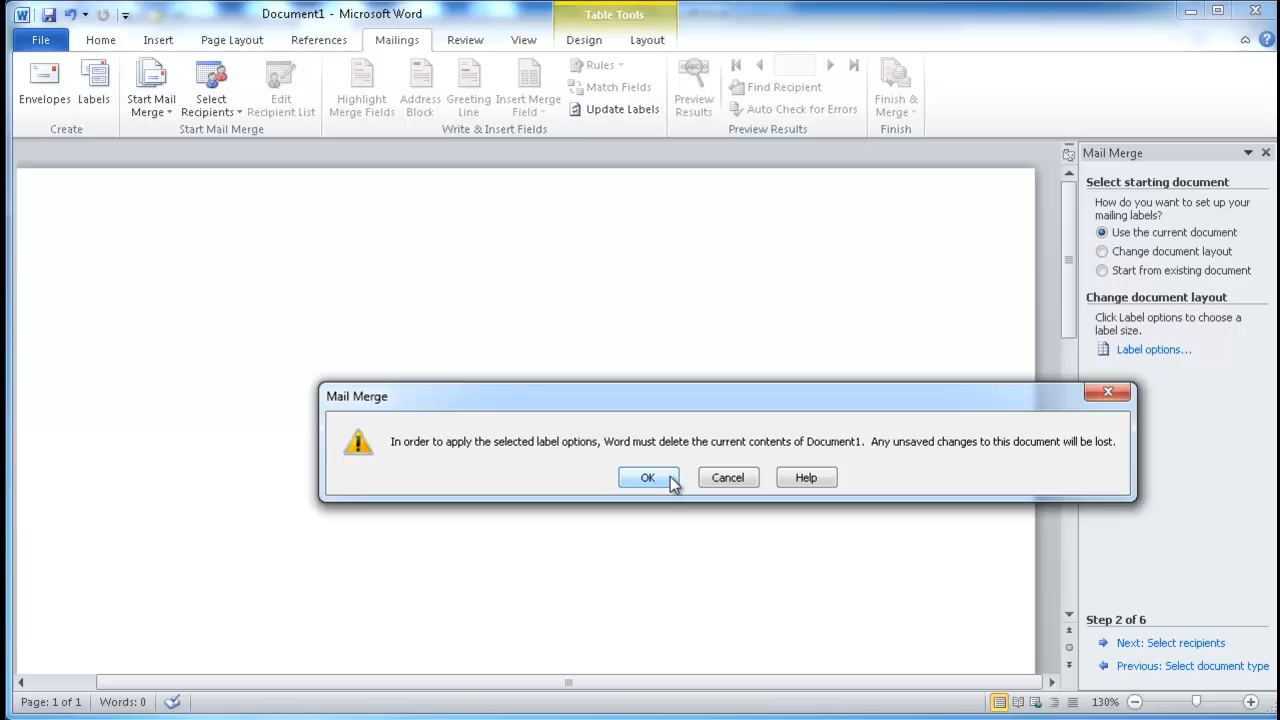 Document1 - Microsoft Word
Table Tools
File Home Insert Page Layout References Mailings Review View Design Layout
Envelopes Labels
Create
Start Mail Merge Select Recipients Edit Recipient List
Start Mail Merge
Highlight Merge Fields Address Block Greeting Line Insert Merge Field
Rules
Match Fields
Update Labels
Write & Insert Fields
Preview Results
Find Recipient
Auto Check for Errors
Preview Results
Finish & Merge
Finish
Mail Merge
Select starting document
How do you want to set up your
mailing labels?
Use the current document
Change document layout
Start from existing document
Change document layout
Click Label options to choose a
label size.
Label options...
Mail Merge
In order to apply the selected label options, Word must delete the current contents of Document1. Any unsaved changes to this document will be lost.
OK Cancel Help
Step 2 of 6
Next: Select recipients
Previous: Select document type
Page: 1 of 1 Words: 0 130%